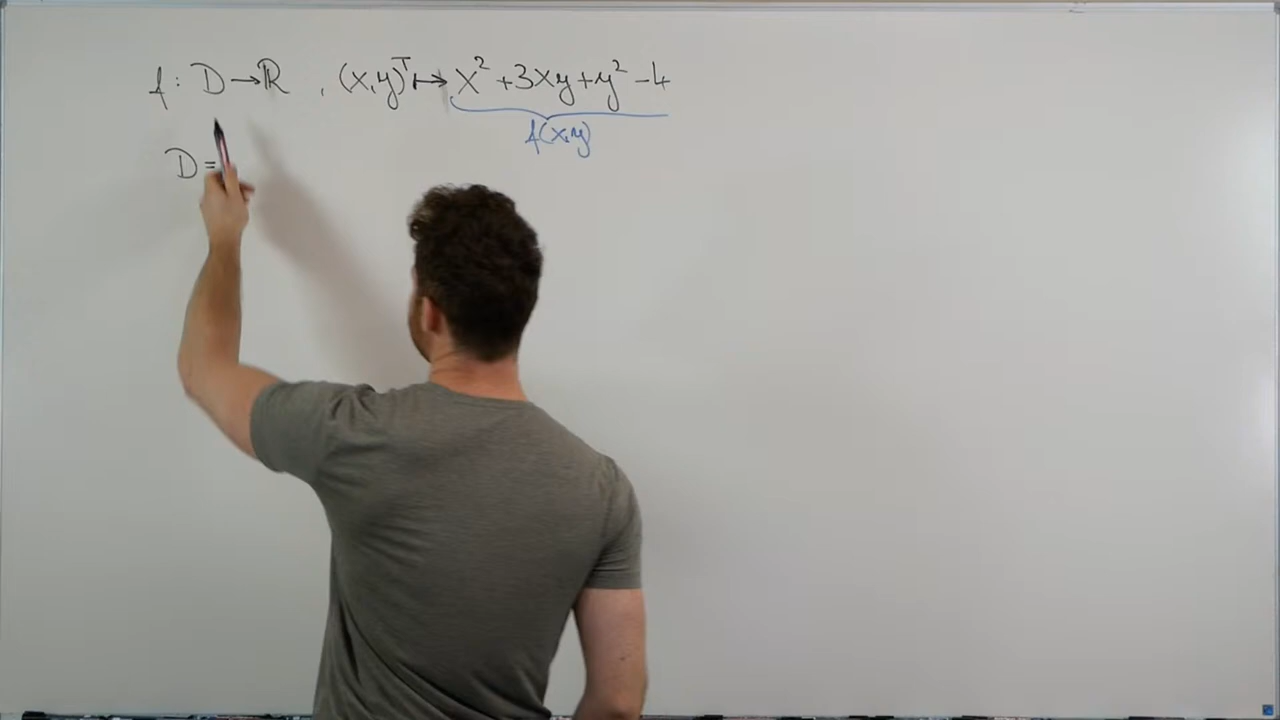 f: D→ℝ , (x,y)ᵀ ↦ x² +3xy+y² −4
f(x,y)
D=